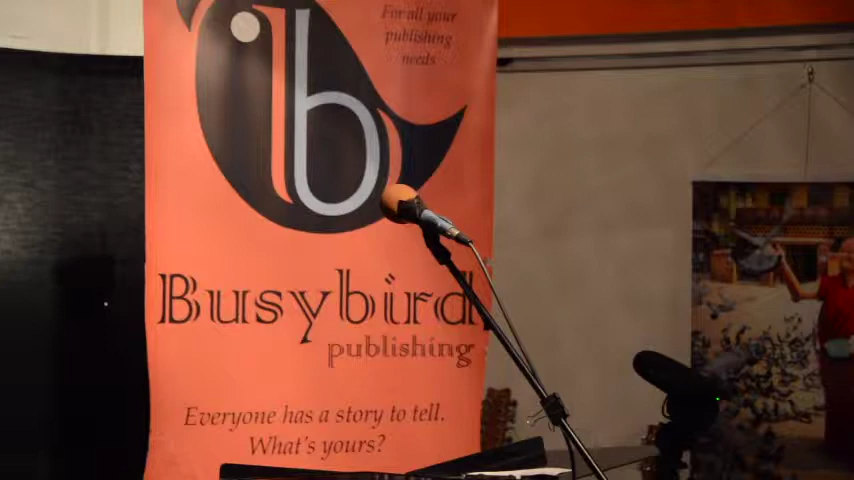 For all your
publishing
needs
b
Busybird
publishing
Everyone has a story to tell.
What's yours?